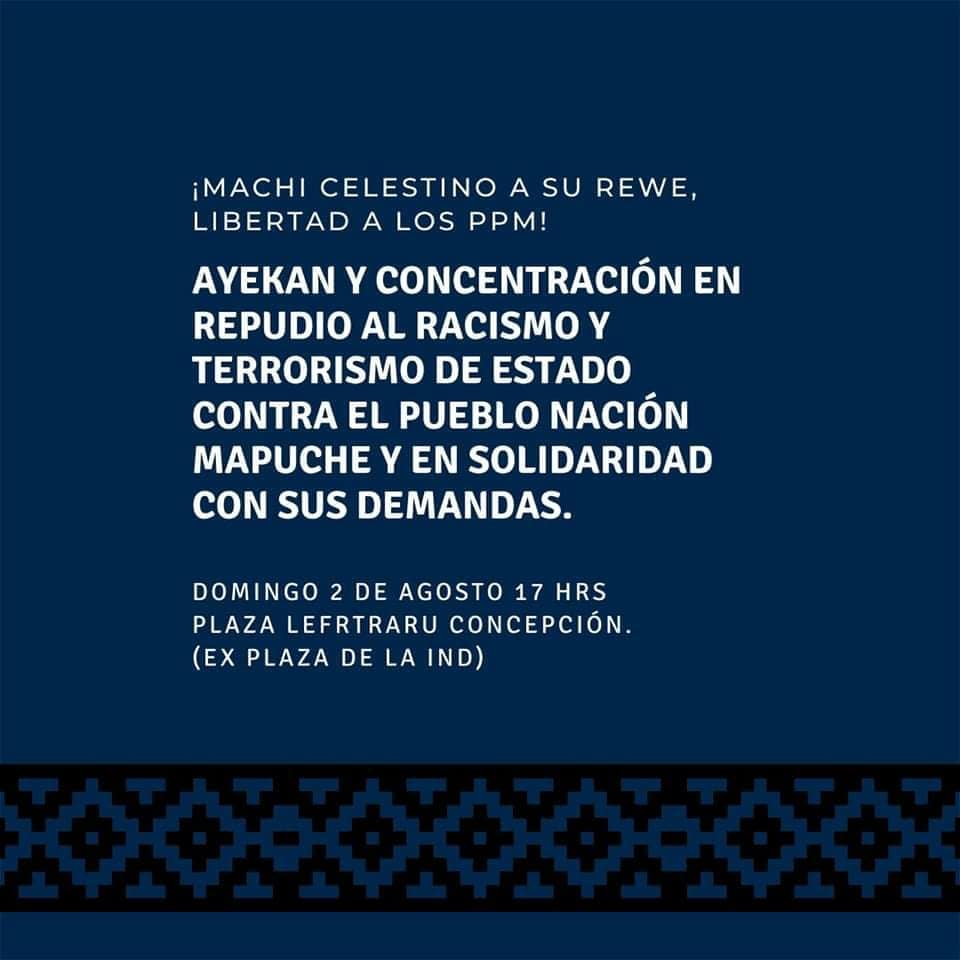 ¡MACHI CELESTINO A SU REWE,
LIBERTAD A LOS PPM!
AYEKAN Y CONCENTRACIÓN EN
REPUDIO AL RACISMO Y
TERRORISMO DE ESTADO
CONTRA EL PUEBLO NACIÓN
MAPUCHE Y EN SOLIDARIDAD
CON SUS DEMANDAS.
DOMINGO 2 DE AGOSTO 17 HRS
PLAZA LEFRTRARU CONCEPCIÓN.
(EX PLAZA DE LA IND)